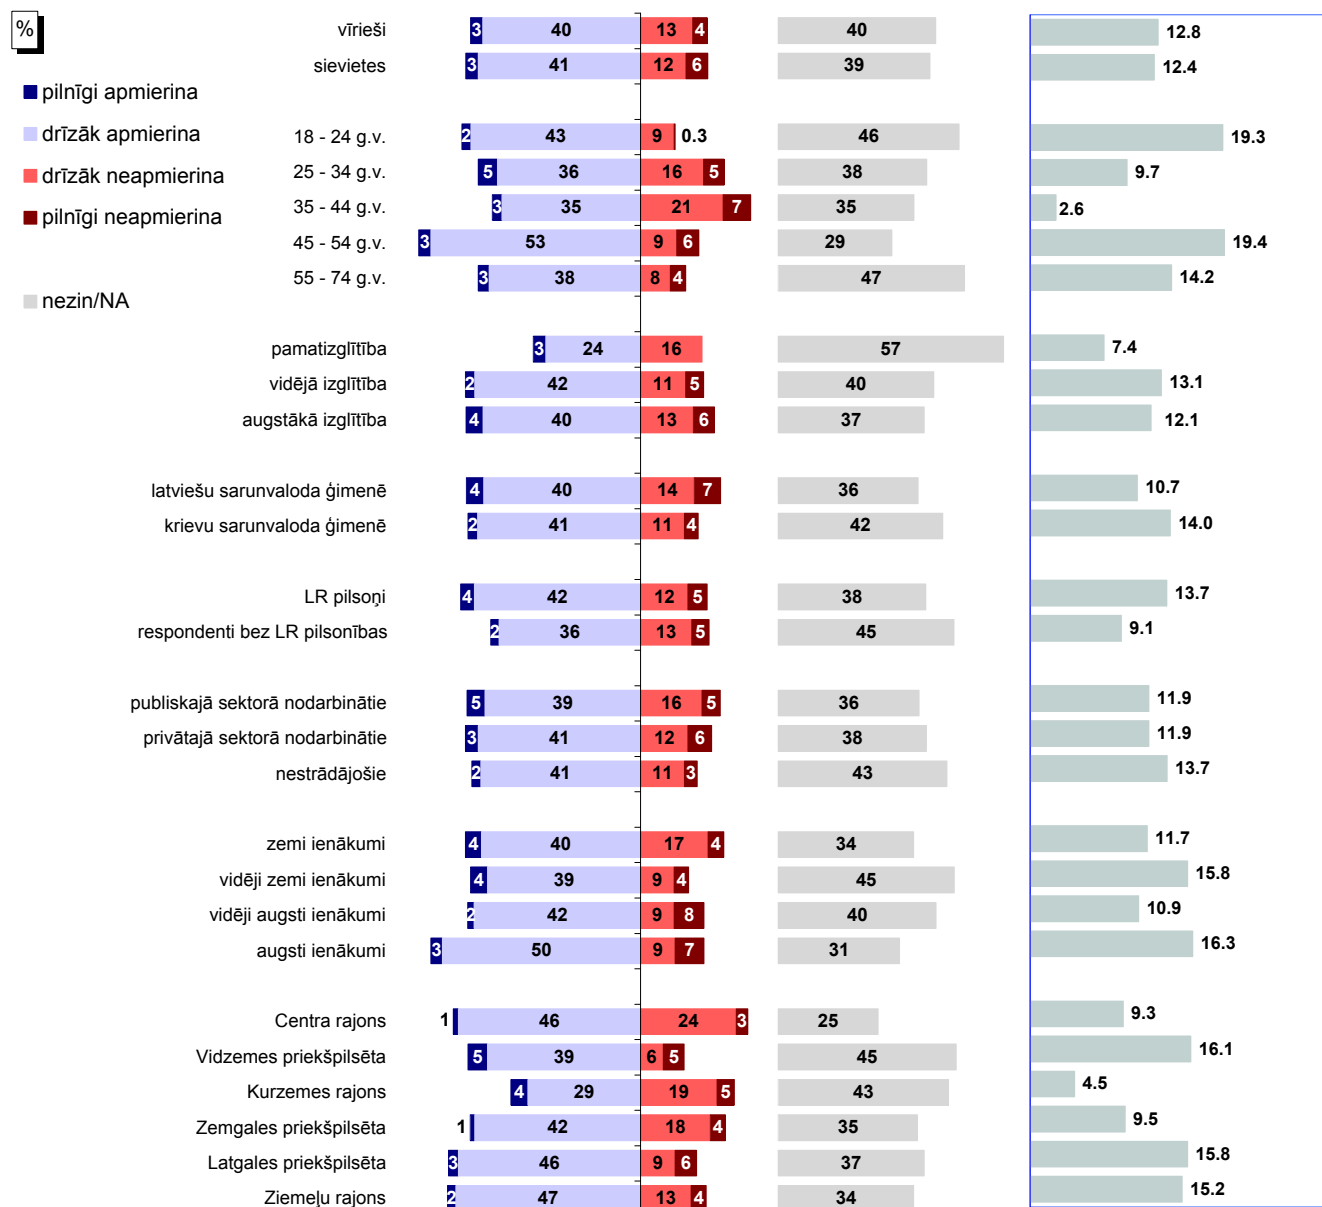 %
pilnīgi apmierina
drīzāk apmierina
drīzāk neapmierina
pilnīgi neapmierina
nezin/NA
vīrieši 3 40 13 4 40 12.8
sievietes 3 41 12 6 39 12.4
18 - 24 g.v. 2 43 9 0.3 46 19.3
25 - 34 g.v. 5 36 16 5 38 9.7
35 - 44 g.v. 3 35 21 7 35 2.6
45 - 54 g.v. 3 53 9 6 29 19.4
55 - 74 g.v. 3 38 8 4 47 14.2
pamatizglītība 3 24 16 57 7.4
vidējā izglītība 2 42 11 5 40 13.1
augstākā izglītība 4 40 13 6 37 12.1
latviešu sarunvaloda ģimenē 4 40 14 7 36 10.7
krievu sarunvaloda ģimenē 2 41 11 4 42 14.0
LR pilsoņi 4 42 12 5 38 13.7
respondenti bez LR pilsonības 2 36 13 5 45 9.1
publiskajā sektorā nodarbinātie 5 39 16 5 36 11.9
privātajā sektorā nodarbinātie 3 41 12 6 38 11.9
nestrādājošie 2 41 11 3 43 13.7
zemi ienākumi 4 40 17 4 34 11.7
vidēji zemi ienākumi 4 39 9 4 45 15.8
vidēji augsti ienākumi 2 42 9 8 40 10.9
augsti ienākumi 3 50 9 7 31 16.3
Centra rajons 1 46 24 3 25 9.3
Vidzemes priekšpilsēta 5 39 6 5 45 16.1
Kurzemes rajons 4 29 19 5 43 4.5
Zemgales priekšpilsēta 1 42 18 4 35 9.5
Latgales priekšpilsēta 3 46 9 6 37 15.8
Ziemeļu rajons 2 47 13 4 34 15.2